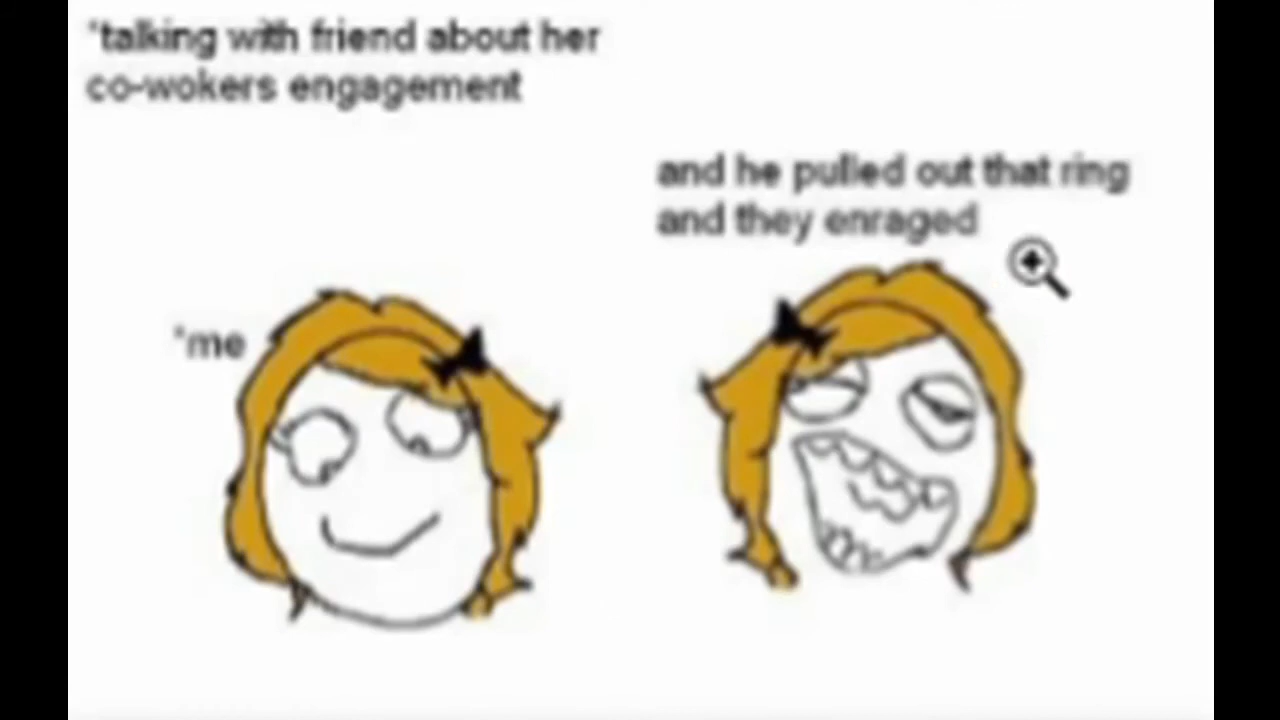 *talking with friend about her
co-wokers engagement
and he pulled out that ring
and they enraged
*me